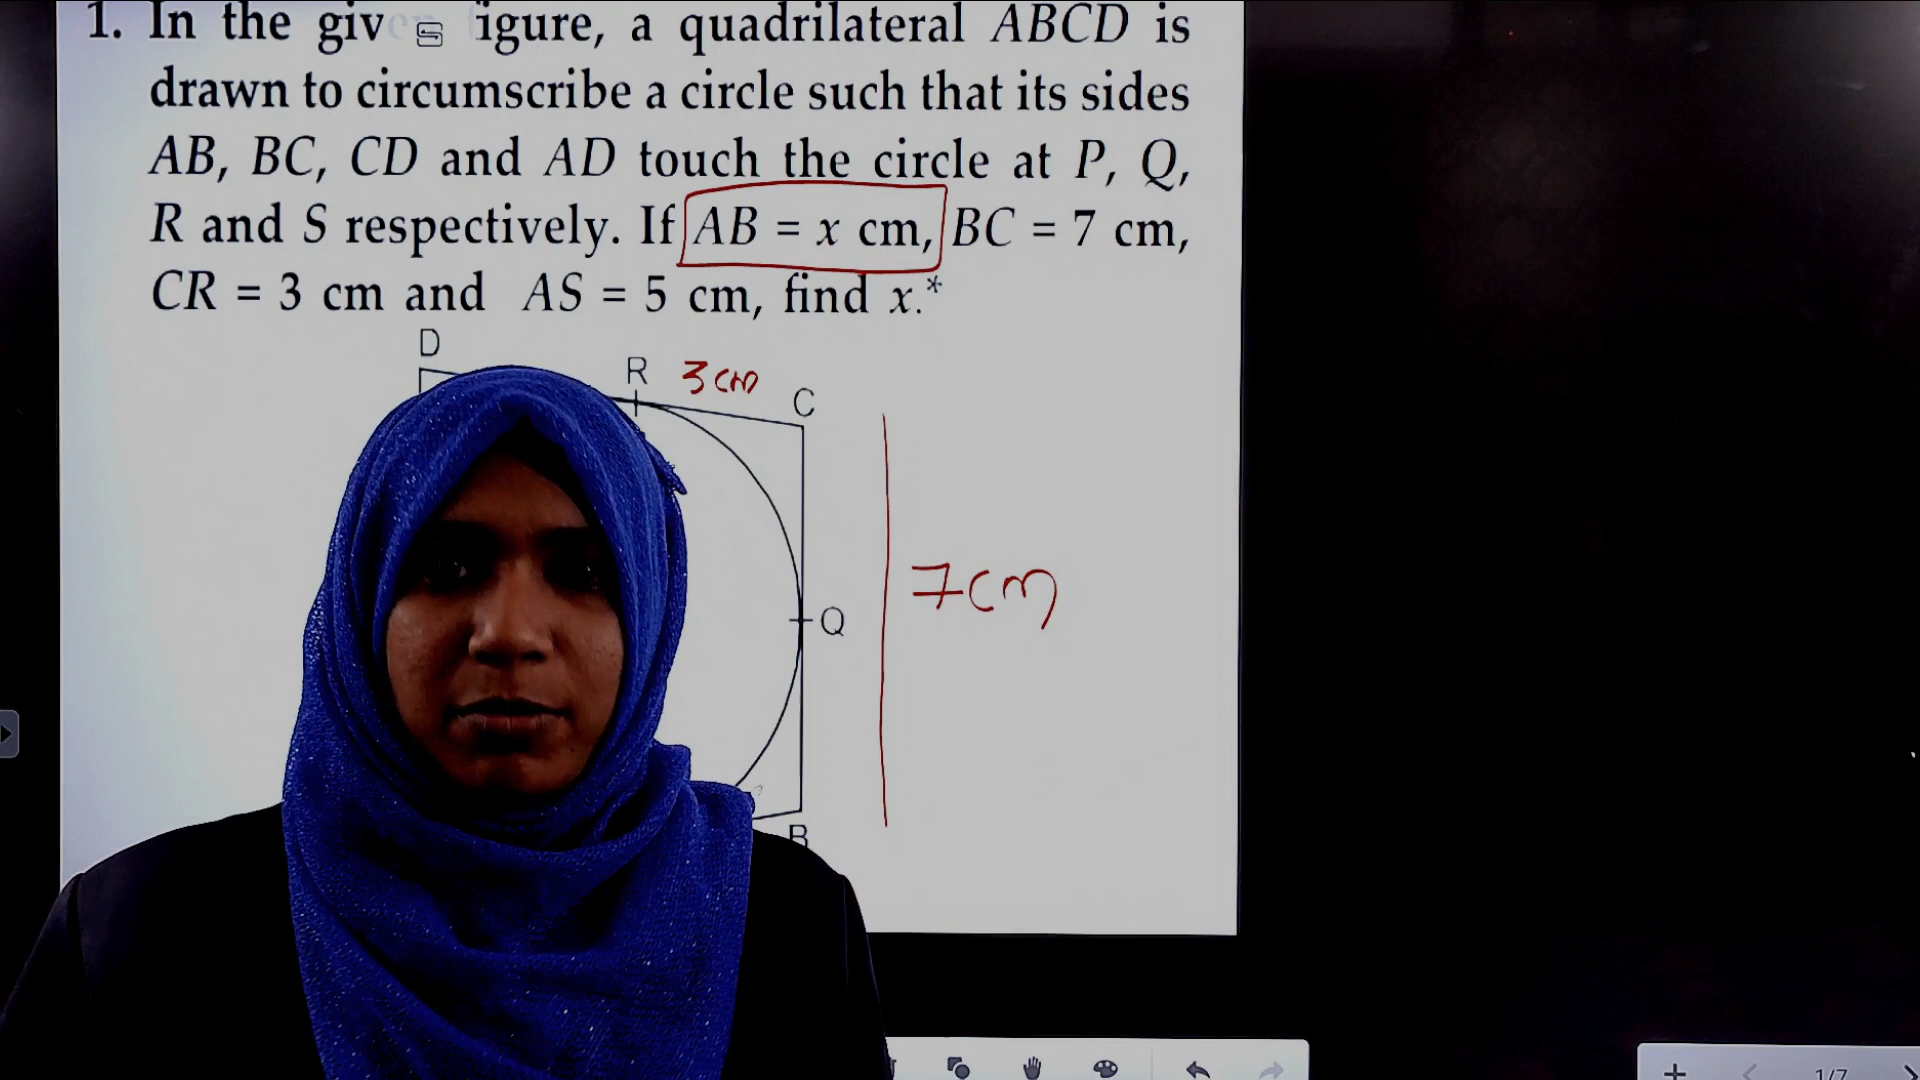 1. In the giv igure, a quadrilateral ABCD is
drawn to circumscribe a circle such that its sides
AB, BC, CD and AD touch the circle at P, Q,
R and S respectively. If AB = x cm, BC = 7 cm,
CR = 3 cm and AS = 5 cm, find x.*
D
R 3cm
C
7cm
Q
B
1/7